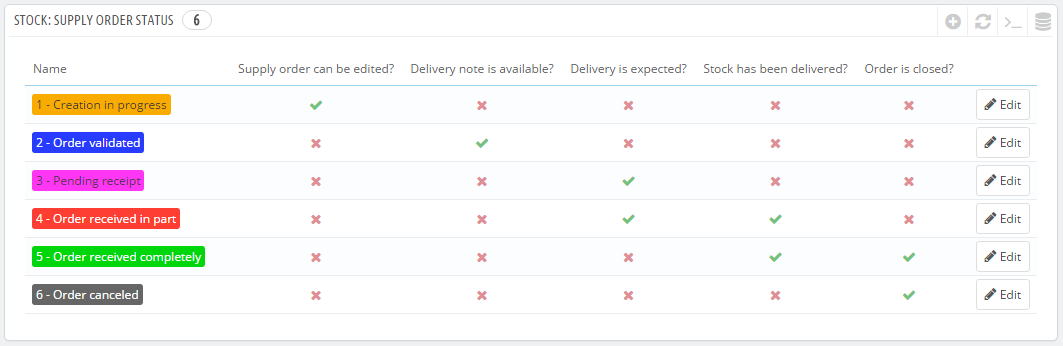 STOCK: SUPPLY ORDER STATUS 6
Name Supply order can be edited? Delivery note is available? Delivery is expected? Stock has been delivered? Order is closed?
1 - Creation in progress Edit
2 - Order validated Edit
3 - Pending receipt Edit
4 - Order received in part Edit
5 - Order received completely Edit
6 - Order canceled Edit